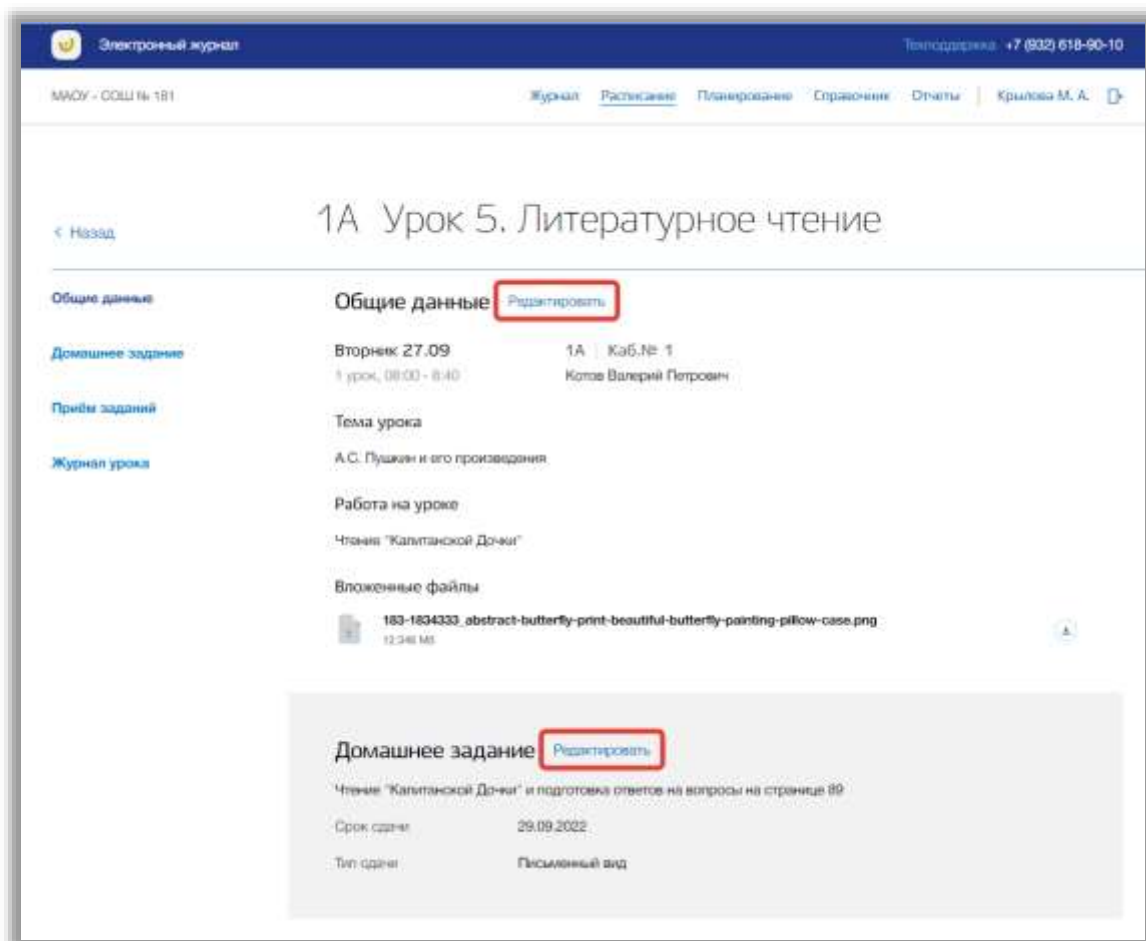 Электронный журнал
Техподдержка +7 (932) 618-90-10
МАОУ - СОШ № 181
Журнал Расписание Планирование Справочник Отчеты Крылова М. А.
< Назад
1А Урок 5. Литературное чтение
Общие данные
Домашнее задание
Приём заданий
Журнал урока
Общие данные Редактировать
Вторник 27.09 1А Каб.№ 1
1 урок, 08:00 - 8:40 Котов Валерий Петрович
Тема урока
А.С. Пушкин и его произведения
Работа на уроке
Чтение "Капитанской Дочки"
Вложенные файлы
183-1834333_abstract-butterfly-print-beautiful-butterfly-painting-pillow-case.png
12,346 Мб
Домашнее задание Редактировать
Чтение "Капитанской Дочки" и подготовка ответов на вопросы на странице 89
Срок сдачи 29.09.2022
Тип сдачи Письменный вид